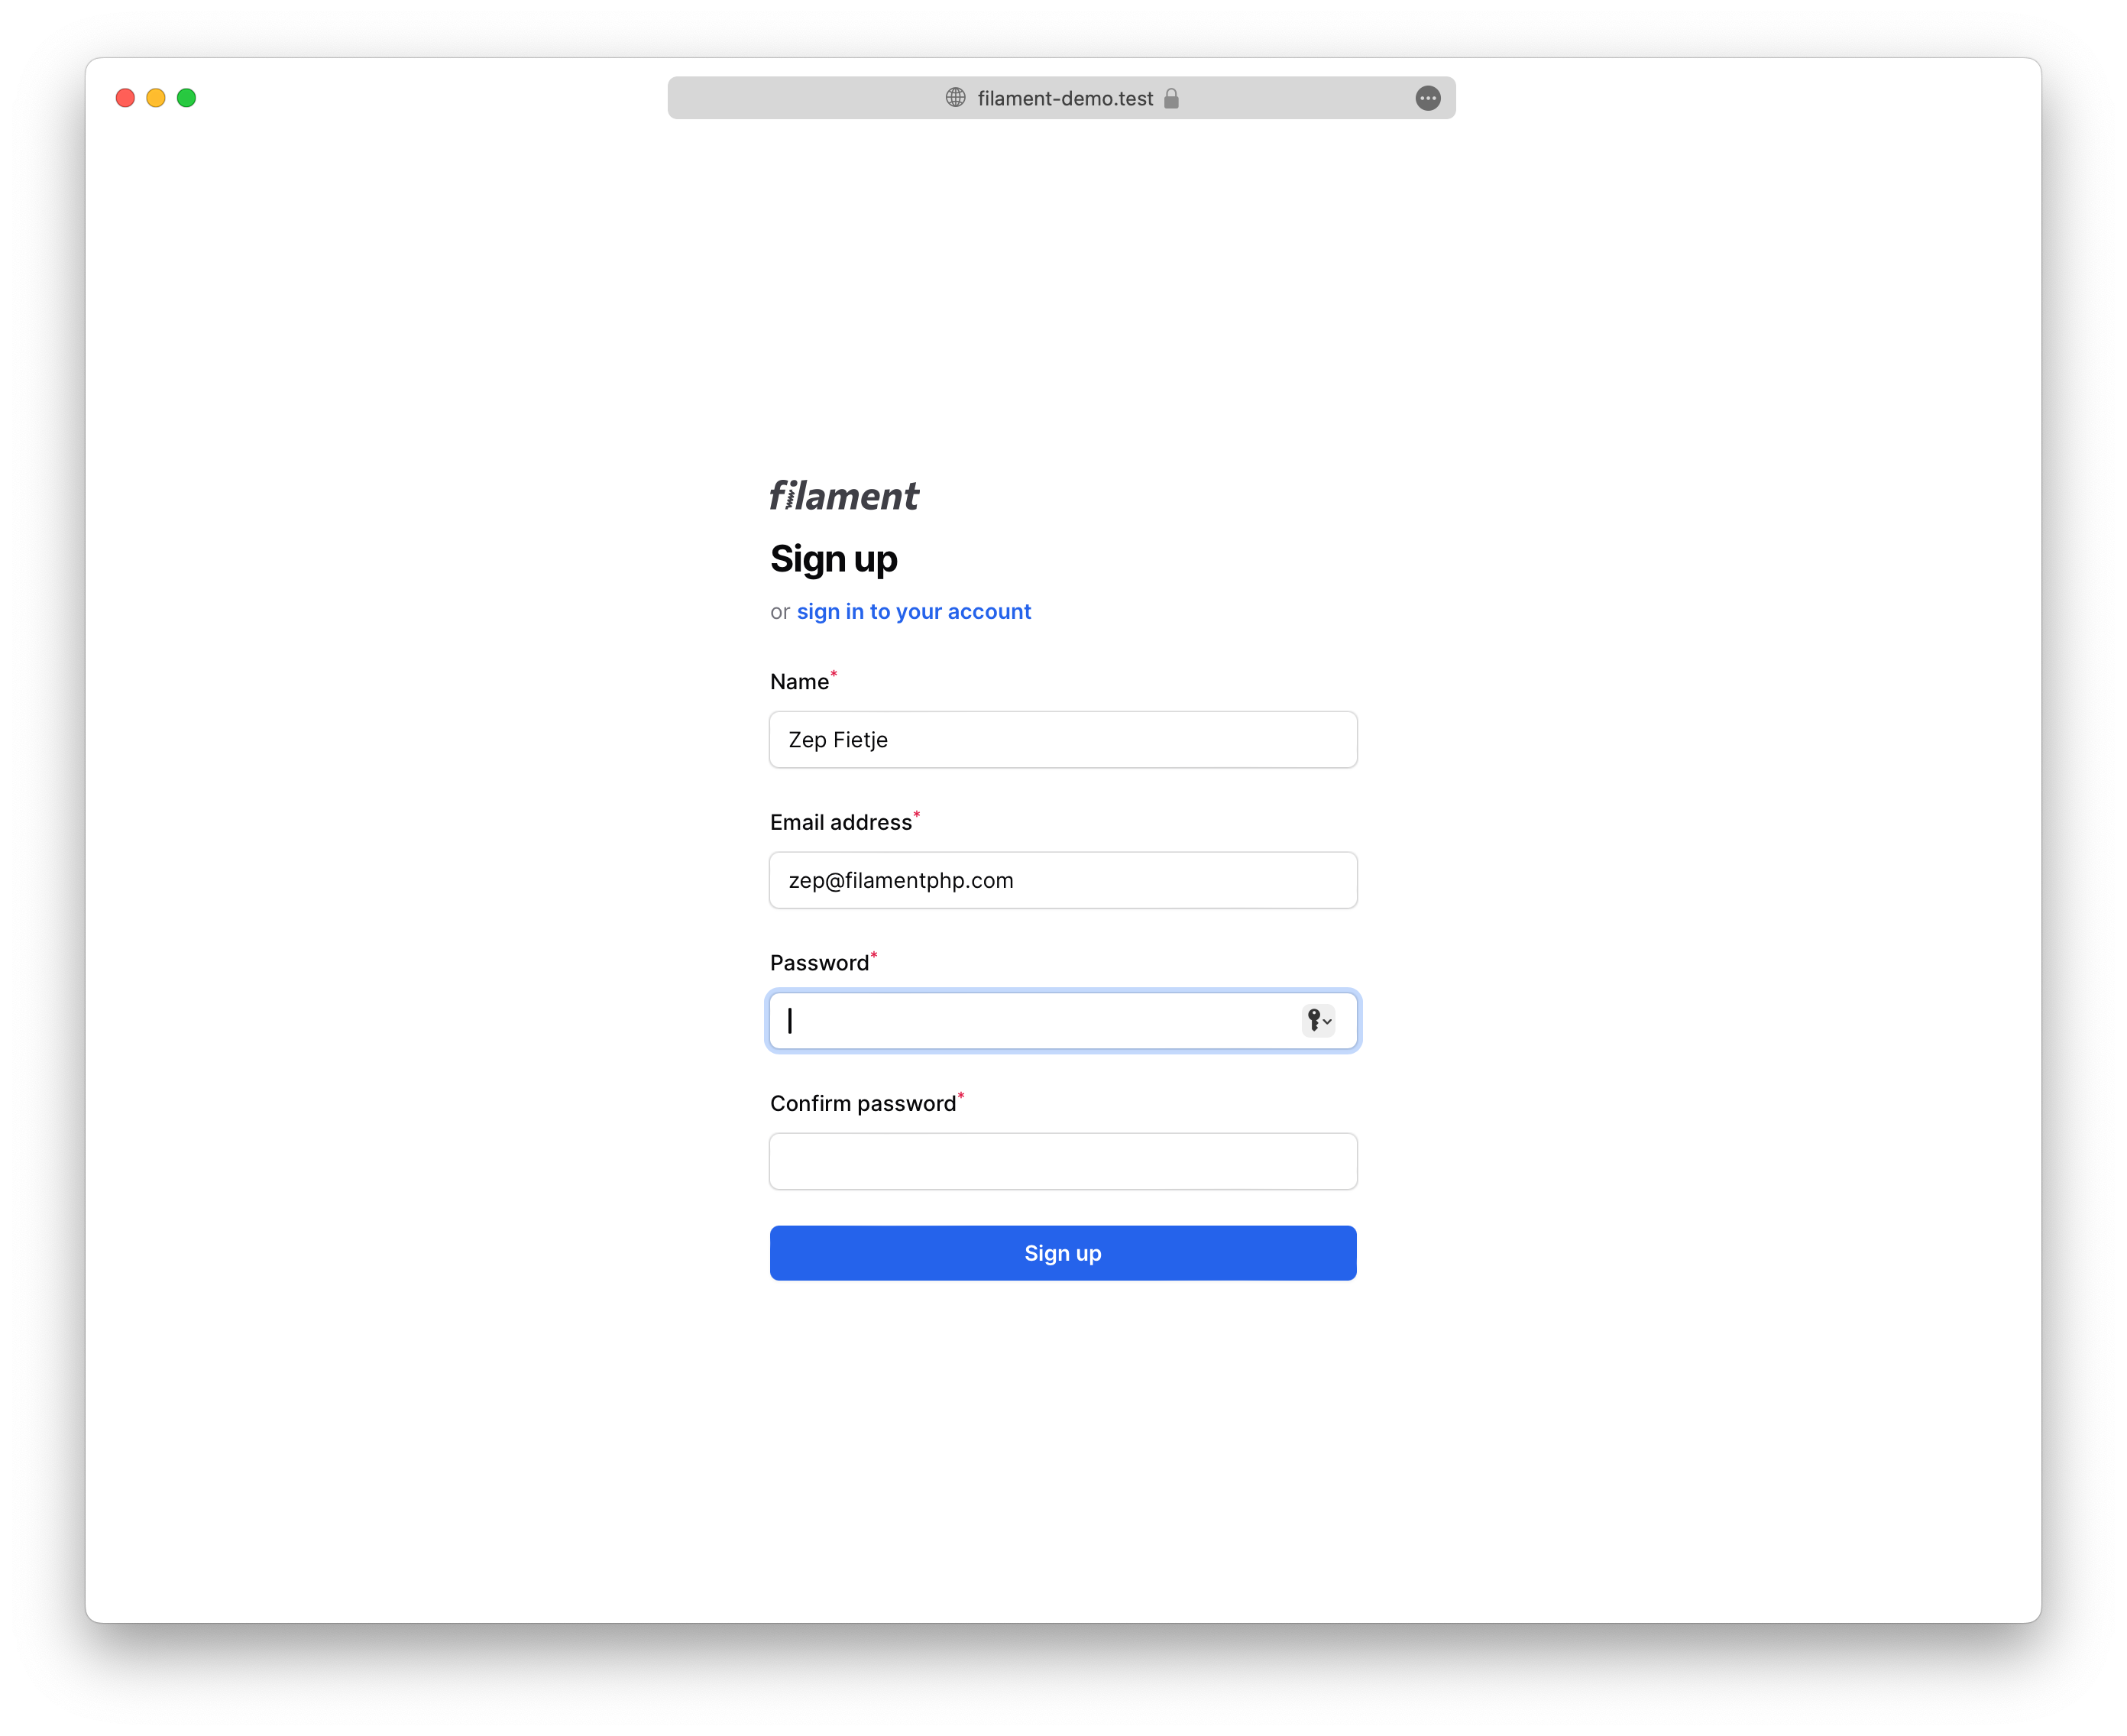 filament-demo.test
filament
Sign up
or sign in to your account
Name*
Zep Fietje
Email address*
zep@filamentphp.com
Password*
Confirm password*
Sign up